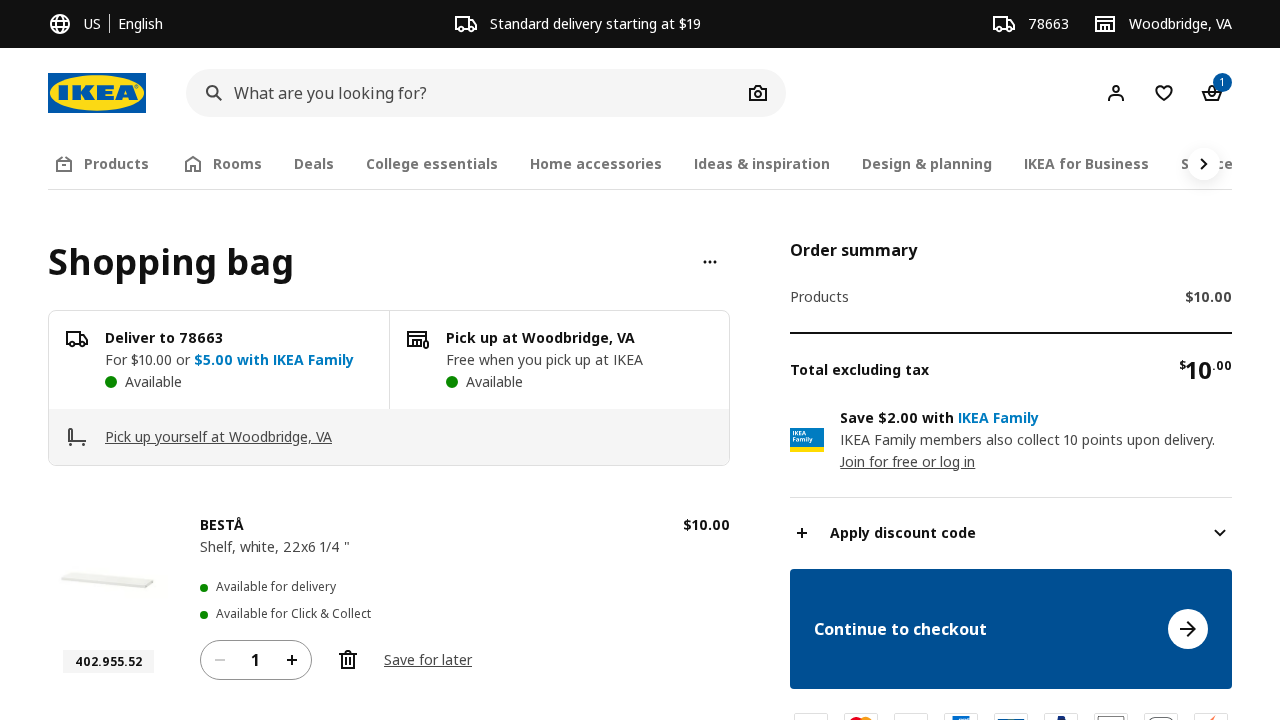 US English
Standard delivery starting at $19
78663
Woodbridge, VA
IKEA
What are you looking for?
1
Products
Rooms
Deals
College essentials
Home accessories
Ideas & inspiration
Design & planning
IKEA for Business
Shopping bag
Deliver to 78663
For $10.00 or $5.00 with IKEA Family
Available
Pick up at Woodbridge, VA
Free when you pick up at IKEA
Available
Pick up yourself at Woodbridge, VA
BESTÅ
$10.00
Shelf, white, 22x6 1/4 "
Available for delivery
Available for Click & Collect
402.955.52
1
Save for later
Order summary
Products $10.00
Total excluding tax $10.00
IKEA
Family
Save $2.00 with IKEA Family
IKEA Family members also collect 10 points upon delivery.
Join for free or log in
Apply discount code
Continue to checkout